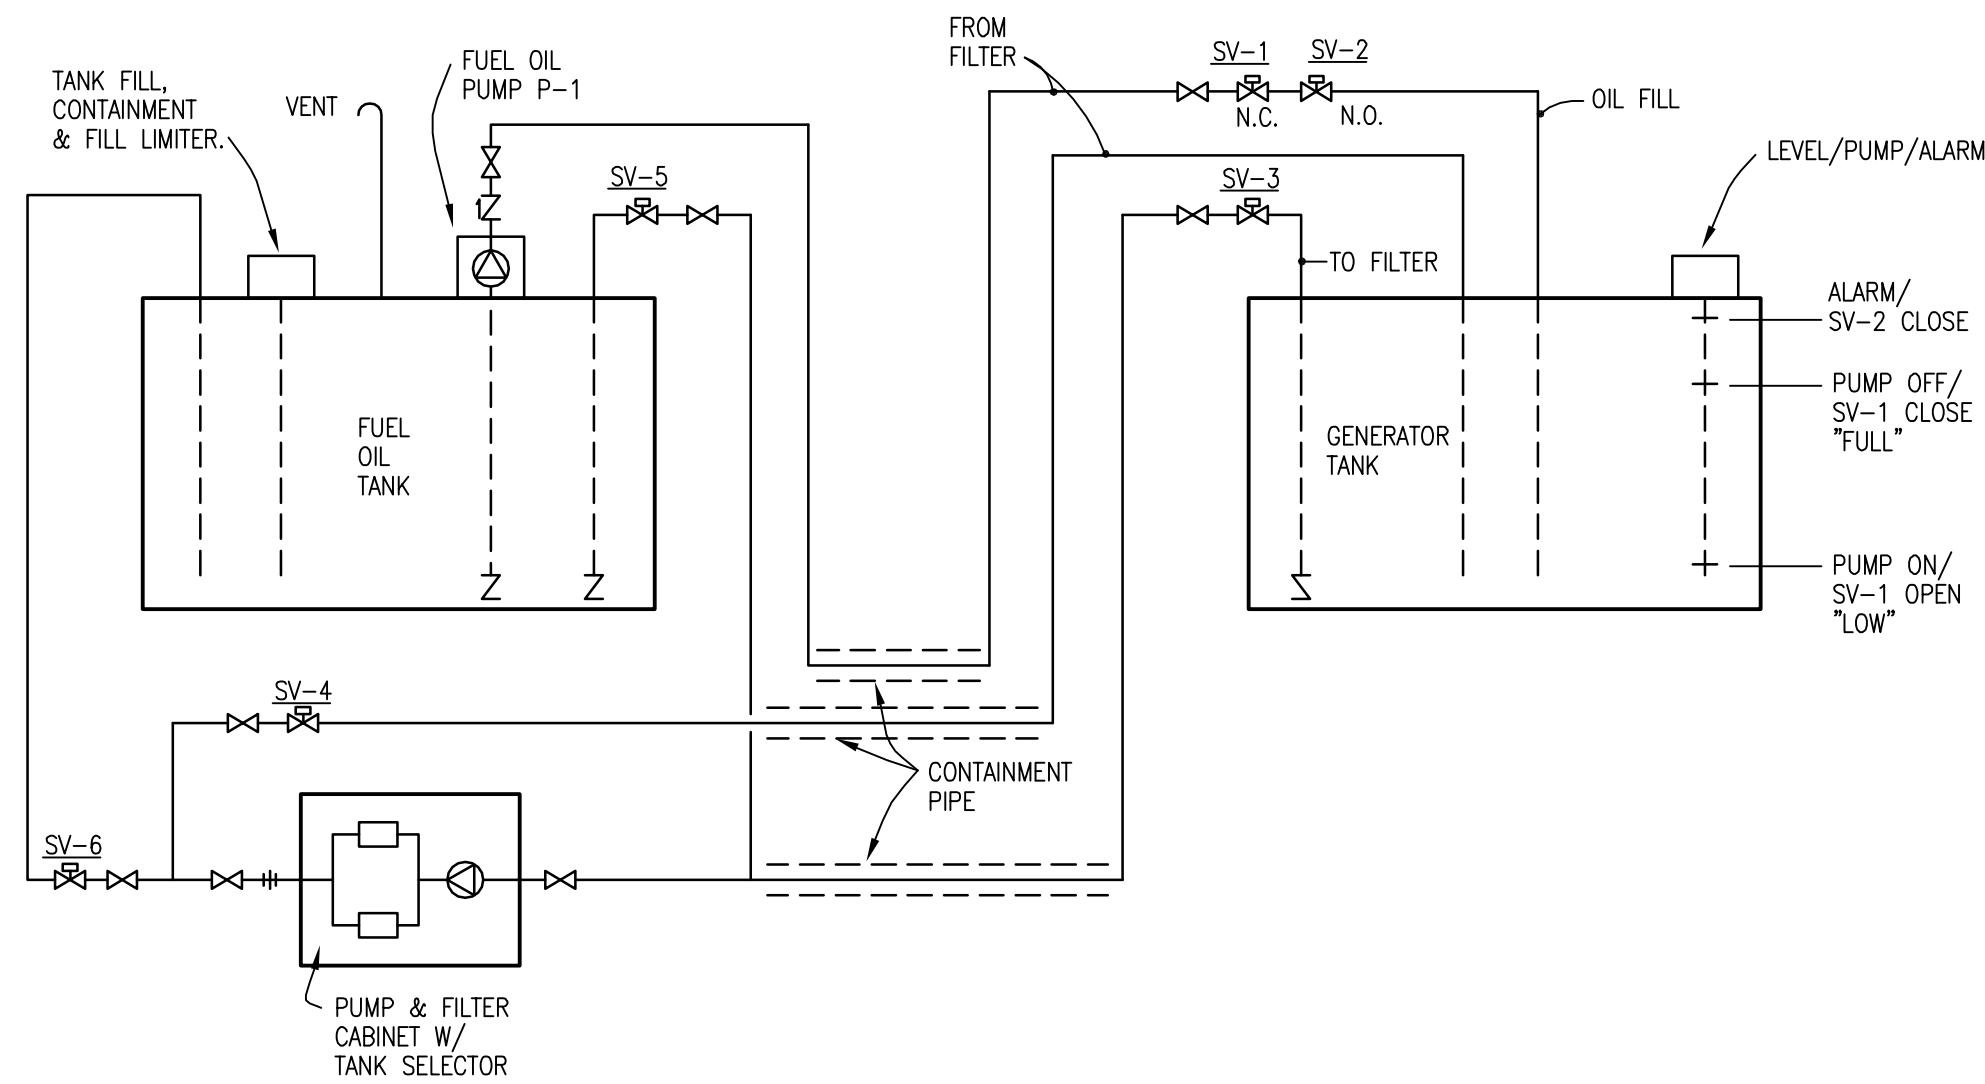 TANK FILL,
CONTAINMENT
& FILL LIMITER.
VENT
FUEL OIL
PUMP P-1
SV-5
FROM
FILTER
SV-1
N.C.
SV-2
N.O.
OIL FILL
SV-3
TO FILTER
LEVEL/PUMP/ALARM
ALARM/
SV-2 CLOSE
PUMP OFF/
SV-1 CLOSE
"FULL"
PUMP ON/
SV-1 OPEN
"LOW"
FUEL
OIL
TANK
GENERATOR
TANK
SV-4
CONTAINMENT
PIPE
SV-6
PUMP & FILTER
CABINET W/
TANK SELECTOR